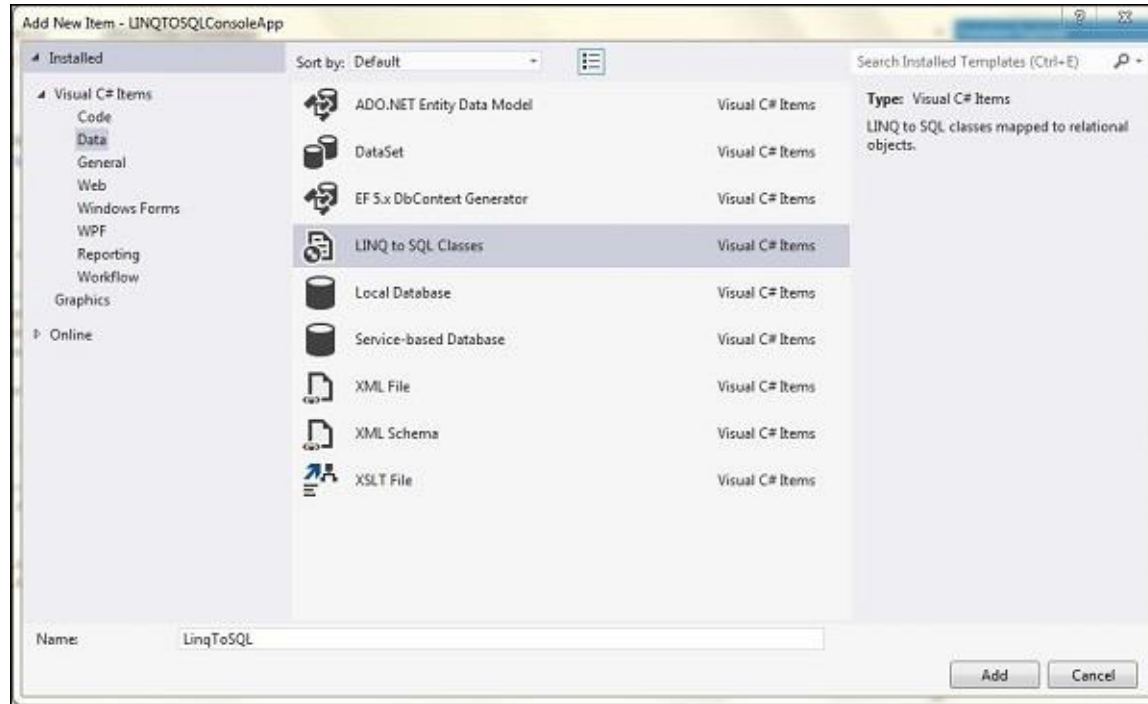 Add New Item - LINQTOSQLConsoleApp
Installed
Sort by: Default
Search Installed Templates (Ctrl+E)
Visual C# Items
Code
Data
General
Web
Windows Forms
WPF
Reporting
Workflow
Graphics
Online
ADO.NET Entity Data Model Visual C# Items
DataSet Visual C# Items
EF 5.x DbContext Generator Visual C# Items
LINQ to SQL Classes Visual C# Items
Local Database Visual C# Items
Service-based Database Visual C# Items
XML File Visual C# Items
XML Schema Visual C# Items
XSLT File Visual C# Items
Type: Visual C# Items
LINQ to SQL classes mapped to relational
objects.
Name: LinqToSQL
Add Cancel